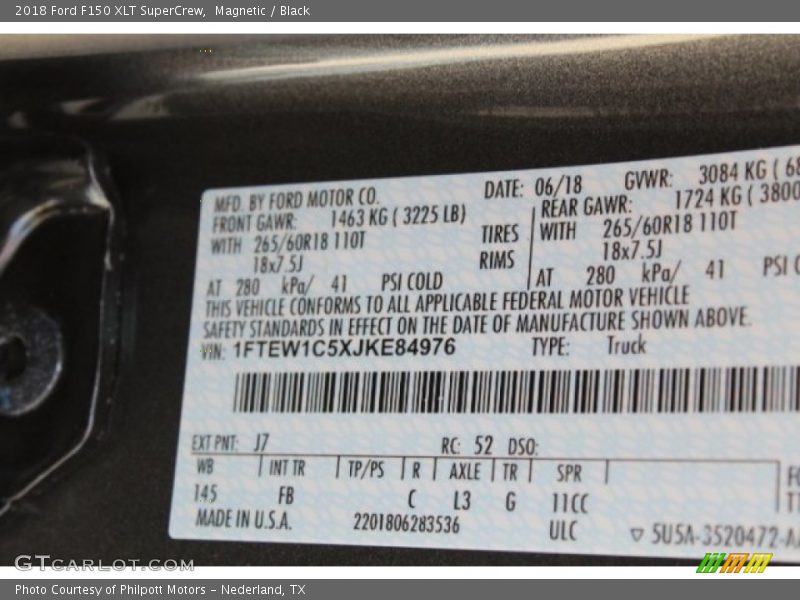 2018 Ford F150 XLT SuperCrew,  Magnetic / Black
MFD. BY FORD MOTOR CO.
DATE: 06/18
GVWR: 3084 KG ( 68
FRONT GAWR: 1463 KG ( 3225 LB)
REAR GAWR: 1724 KG ( 3800
WITH 265/60R18 110T
TIRES
WITH 265/60R18 110T
18x7.5J
RIMS
18x7.5J
AT 280 kPa/ 41 PSI COLD
AT 280 kPa/ 41 PSI C
THIS VEHICLE CONFORMS TO ALL APPLICABLE FEDERAL MOTOR VEHICLE
SAFETY STANDARDS IN EFFECT ON THE DATE OF MANUFACTURE SHOWN ABOVE.
VIN: 1FTEW1C5XJKE84976
TYPE: Truck
EXT PNT: J7
RC: 52 DSO:
WB INT TR TP/PS R AXLE TR SPR
145 FB C L3 G 11CC
MADE IN U.S.A.
2201806283536
ULC
▽ 5U5A-3520472-A
GTCarLot.com
Photo Courtesy of Philpott Motors – Nederland, TX